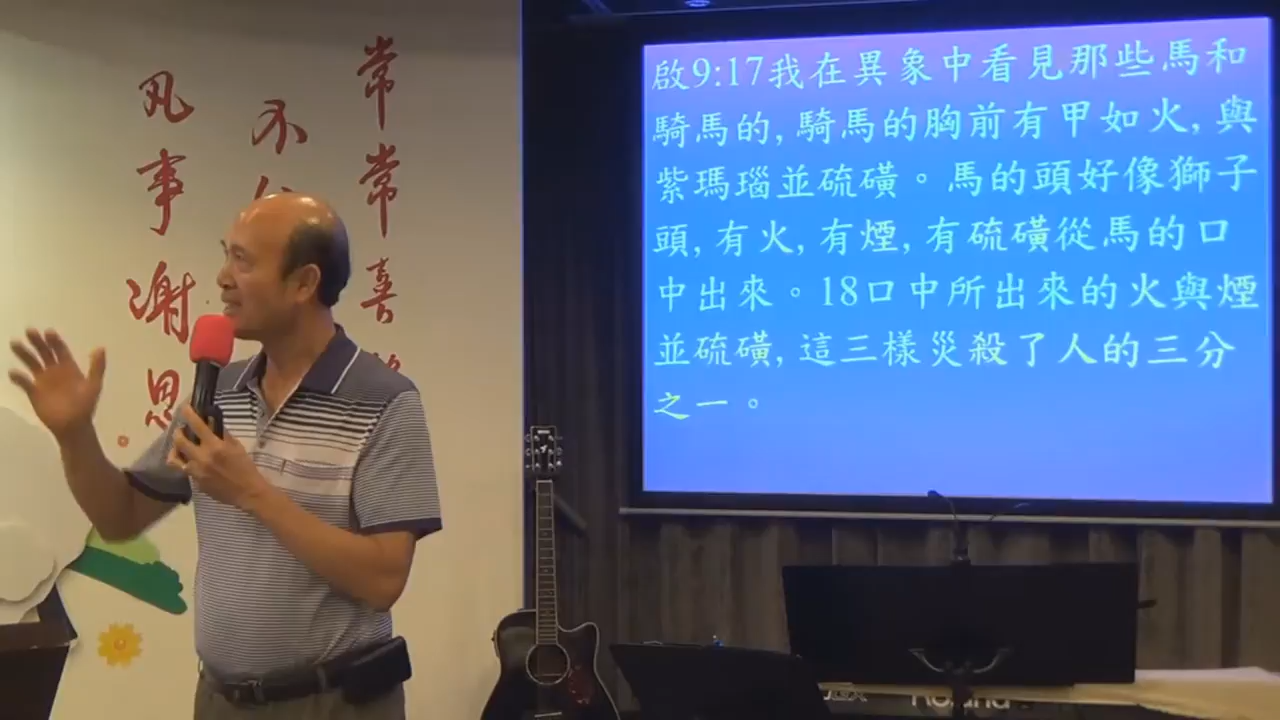 啟9:17我在異象中看見那些馬和
騎馬的,騎馬的胸前有甲如火,與
紫瑪瑙並硫磺。馬的頭好像獅子
頭,有火,有煙,有硫磺從馬的口
中出來。18口中所出來的火與煙
並硫磺,這三樣災殺了人的三分
之一。
常常喜
不
凡事謝恩
Roland